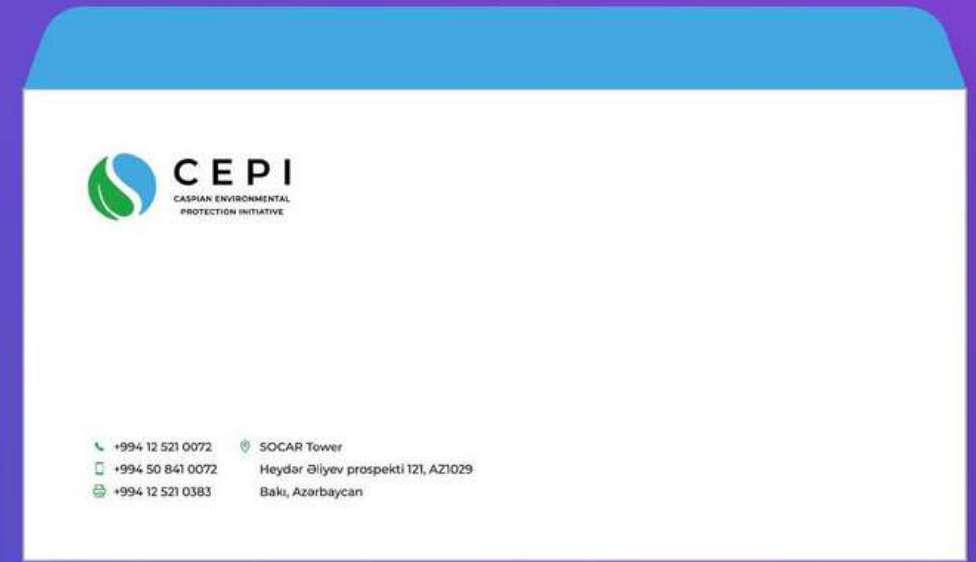 CEPI
CASPIAN ENVIRONMENTAL
PROTECTION INITIATIVE
+994 12 521 0072
+994 50 841 0072
+994 12 521 0383
SOCAR Tower
Heydər Əliyev prospekti 121, AZ1029
Bakı, Azərbaycan